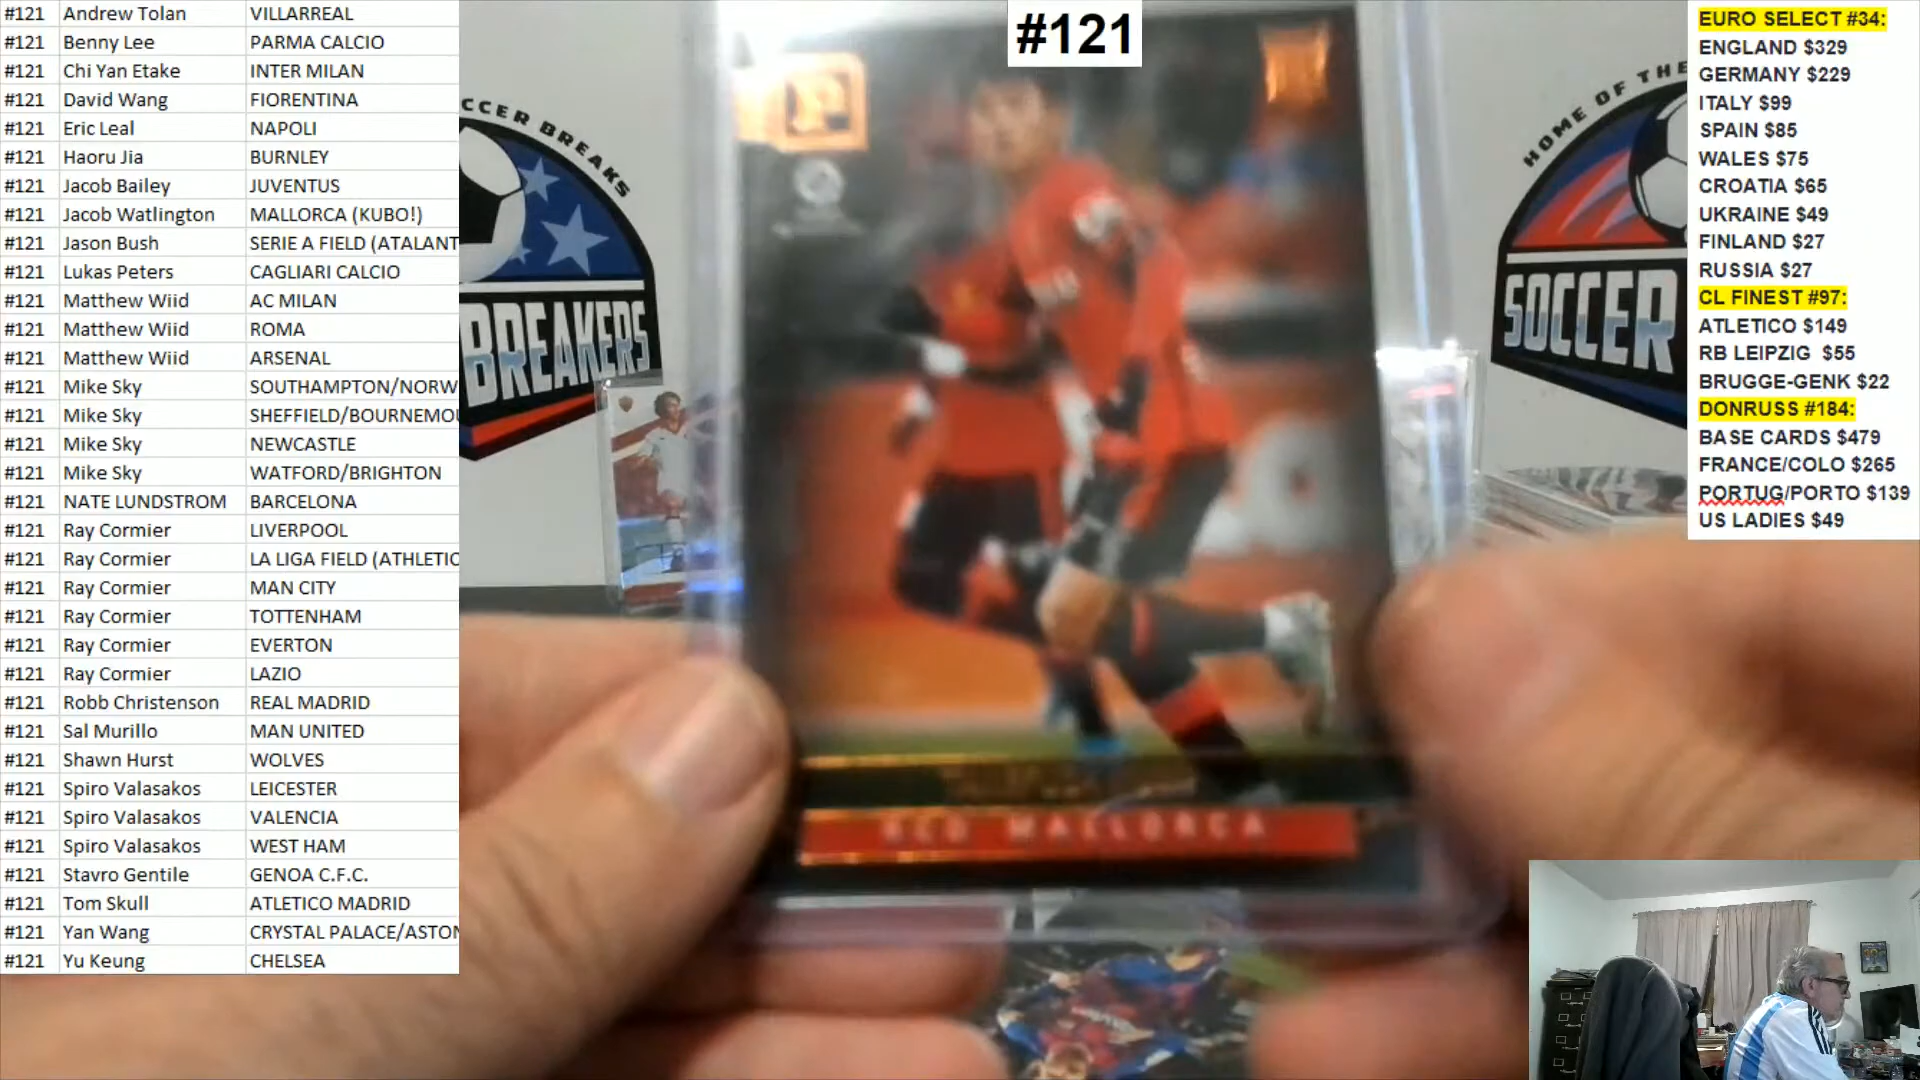 #121 Andrew Tolan VILLARREAL
#121 Benny Lee PARMA CALCIO
#121 Chi Yan Etake INTER MILAN
#121 David Wang FIORENTINA
#121 Eric Leal NAPOLI
#121 Haoru Jia BURNLEY
#121 Jacob Bailey JUVENTUS
#121 Jacob Watlington MALLORCA (KUBO!)
#121 Jason Bush SERIE A FIELD (ATALANT
#121 Lukas Peters CAGLIARI CALCIO
#121 Matthew Wiid AC MILAN
#121 Matthew Wiid ROMA
#121 Matthew Wiid ARSENAL
#121 Mike Sky SOUTHAMPTON/NORW
#121 Mike Sky SHEFFIELD/BOURNEMOU
#121 Mike Sky NEWCASTLE
#121 Mike Sky WATFORD/BRIGHTON
#121 NATE LUNDSTROM BARCELONA
#121 Ray Cormier LIVERPOOL
#121 Ray Cormier LA LIGA FIELD (ATHLETIC
#121 Ray Cormier MAN CITY
#121 Ray Cormier TOTTENHAM
#121 Ray Cormier EVERTON
#121 Ray Cormier LAZIO
#121 Robb Christenson REAL MADRID
#121 Sal Murillo MAN UNITED
#121 Shawn Hurst WOLVES
#121 Spiro Valasakos LEICESTER
#121 Spiro Valasakos VALENCIA
#121 Spiro Valasakos WEST HAM
#121 Stavro Gentile GENOA C.F.C.
#121 Tom Skull ATLETICO MADRID
#121 Yan Wang CRYSTAL PALACE/ASTON
#121 Yu Keung CHELSEA
CCER BREAKS
BREAKERS
#121
RCD MALLORCA
HOME OF THE
SOCCER
EURO SELECT #34:
ENGLAND $329
GERMANY $229
ITALY $99
SPAIN $85
WALES $75
CROATIA $65
UKRAINE $49
FINLAND $27
RUSSIA $27
CL FINEST #97:
ATLETICO $149
RB LEIPZIG $55
BRUGGE-GENK $22
DONRUSS #184:
BASE CARDS $479
FRANCE/COLO $265
PORTUG/PORTO $139
US LADIES $49